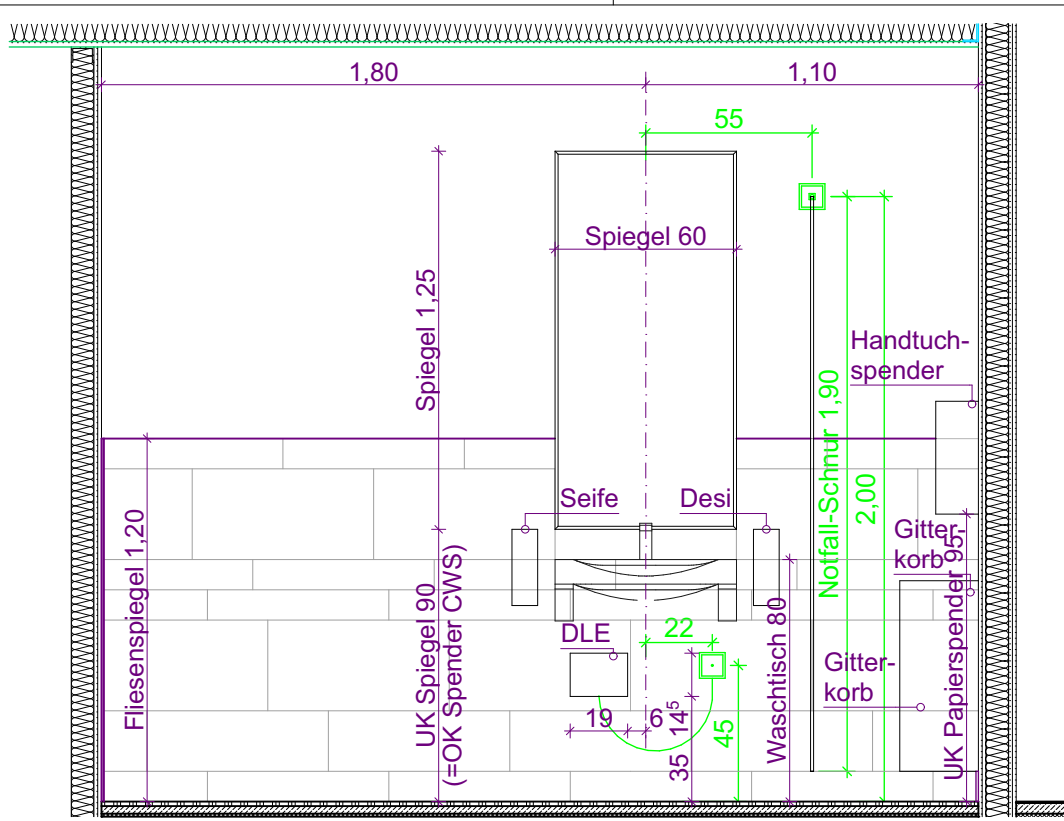 1,80
1,10
55
Spiegel 60
Spiegel 1,25
Handtuch-
spender
Notfall-Schnur 1,90
2,00
Seife
Desi
Gitter-
korb
Fliesenspiegel 1,20
UK Spiegel 90
(=OK Spender CWS)
DLE
22
Waschtisch 80
Gitter-
korb
UK Papierspender 95
19
6
14⁵
35
45